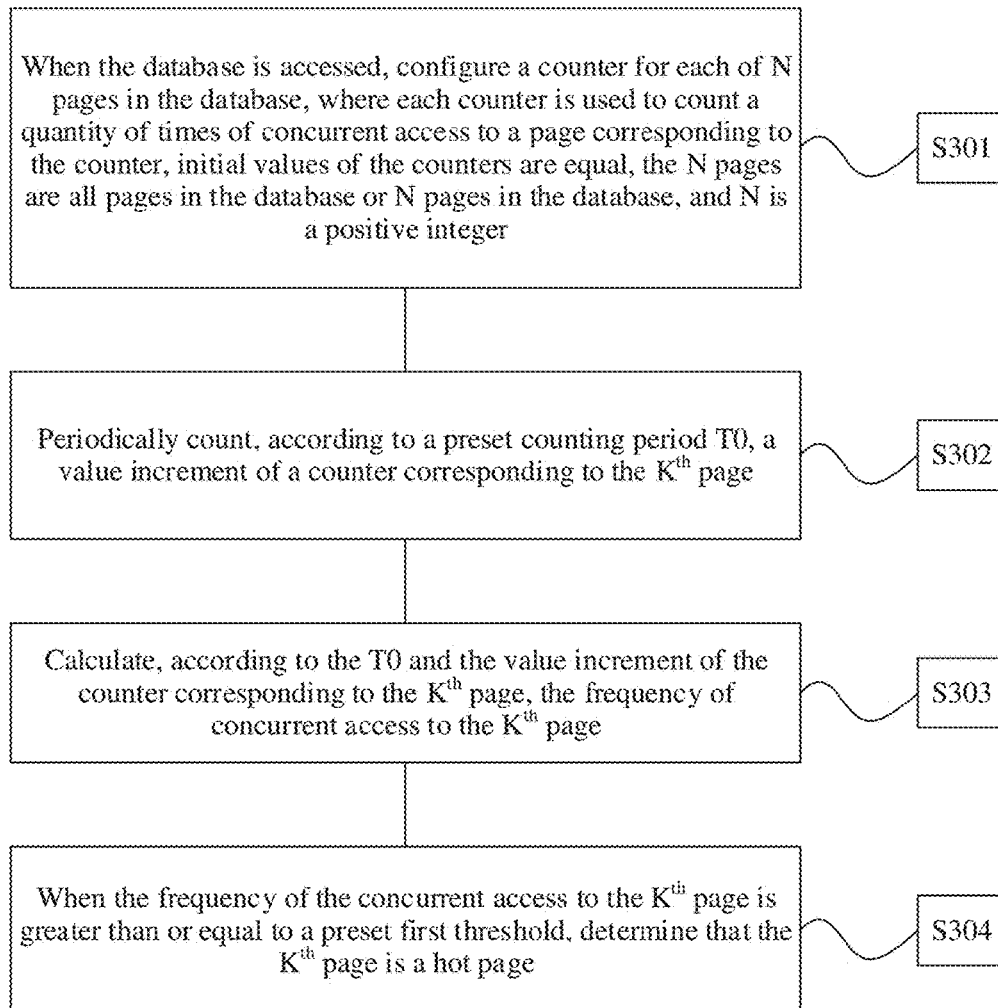 When the database is accessed, configure a counter for each of N
pages in the database, where each counter is used to count a
quantity of times of concurrent access to a page corresponding to
the counter, initial values of the counters are equal, the N pages
are all pages in the database or N pages in the database, and N is
a positive integer
S301
Periodically count, according to a preset counting period T0, a
value increment of a counter corresponding to the Kth page
S302
Calculate, according to the T0 and the value increment of the
counter corresponding to the Kth page, the frequency of
concurrent access to the Kth page
S303
When the frequency of the concurrent access to the Kth page is
greater than or equal to a preset first threshold, determine that the
Kth page is a hot page
S304